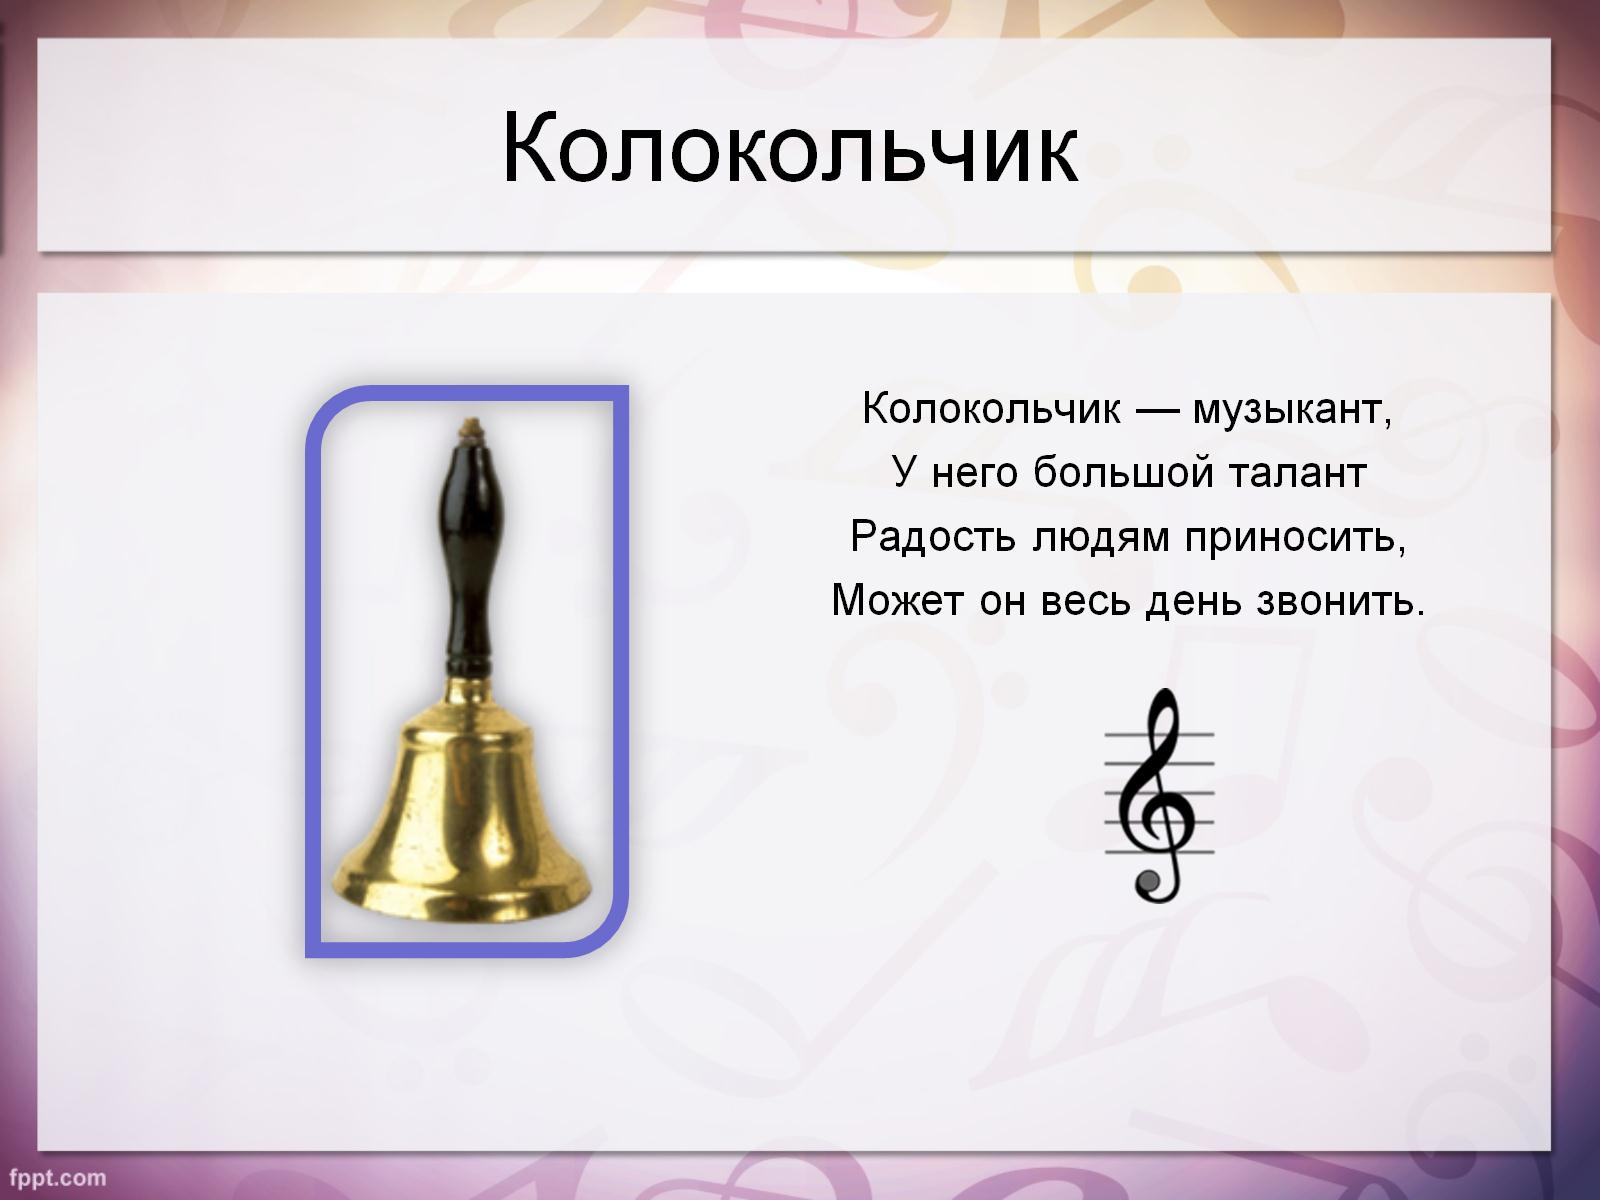 Колокольчик
Колокольчик — музыкант,
У него большой талант
Радость людям приносить,
Может он весь день звонить.
fppt.com